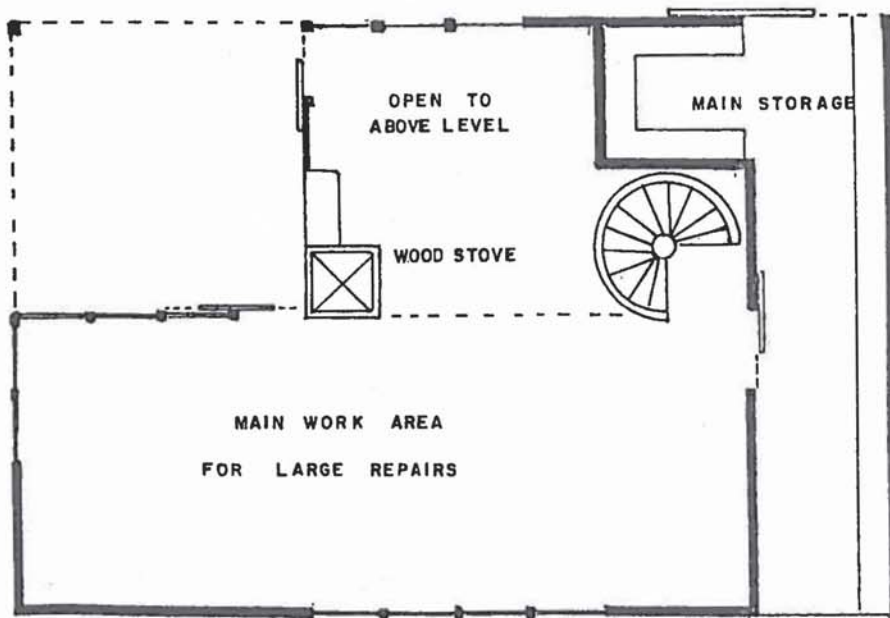 OPEN TO
ABOVE LEVEL
MAIN STORAGE
WOOD STOVE
MAIN WORK AREA
FOR LARGE REPAIRS